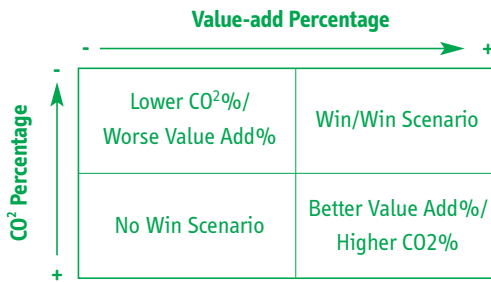 Value-add Percentage
- +
-
CO² Percentage
+
Lower CO²%/
Worse Value Add%
Win/Win Scenario
No Win Scenario
Better Value Add%/
Higher CO2%